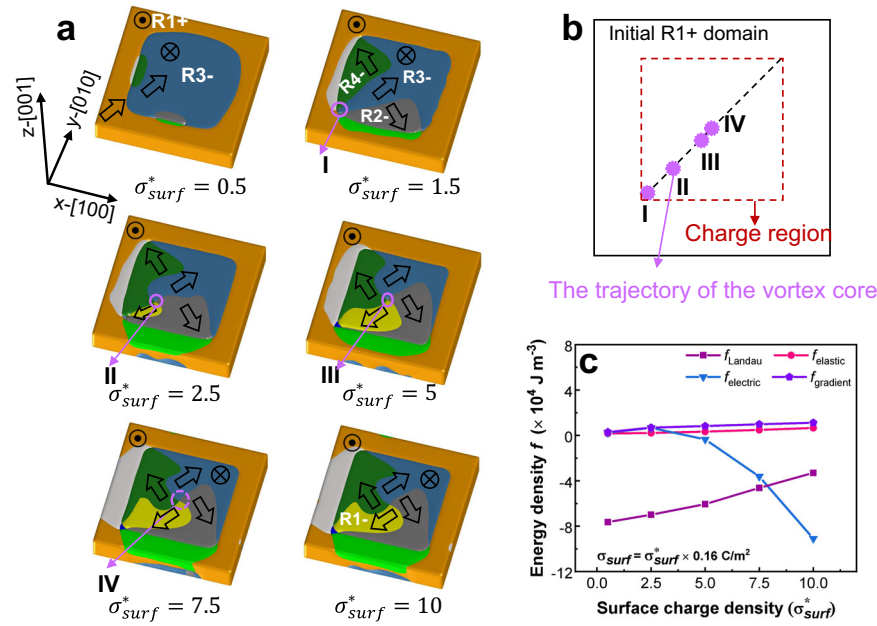 a
R1+
R3-
z-[001]
y-[010]
x-[100]
σ*surf = 0.5
R4-
R3-
R2-
I
σ*surf = 1.5
II
σ*surf = 2.5
III
σ*surf = 5
IV
σ*surf = 7.5
R1-
σ*surf = 10
b
Initial R1+ domain
IV
III
II
I
Charge region
The trajectory of the vortex core
c
fLandau
felastic
felectric
fgradient
Energy density f (× 10⁴ J m⁻³)
8
4
0
-4
-8
-12
σsurf = σ*surf × 0.16 C/m²
0.0 2.5 5.0 7.5 10.0
Surface charge density (σ*surf)